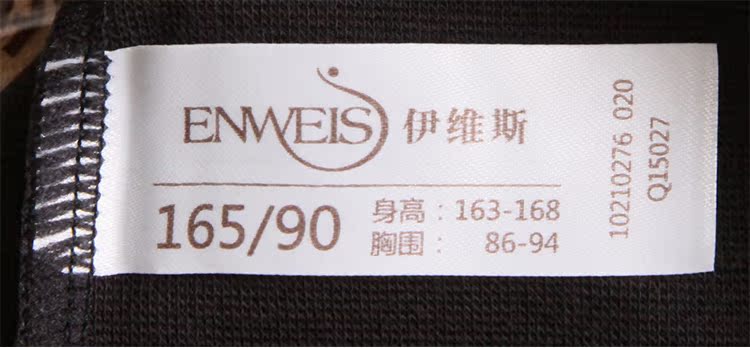 ENWEIS 伊维斯
165/90
身高：163-168
胸围： 86-94
10210276 020
Q15027